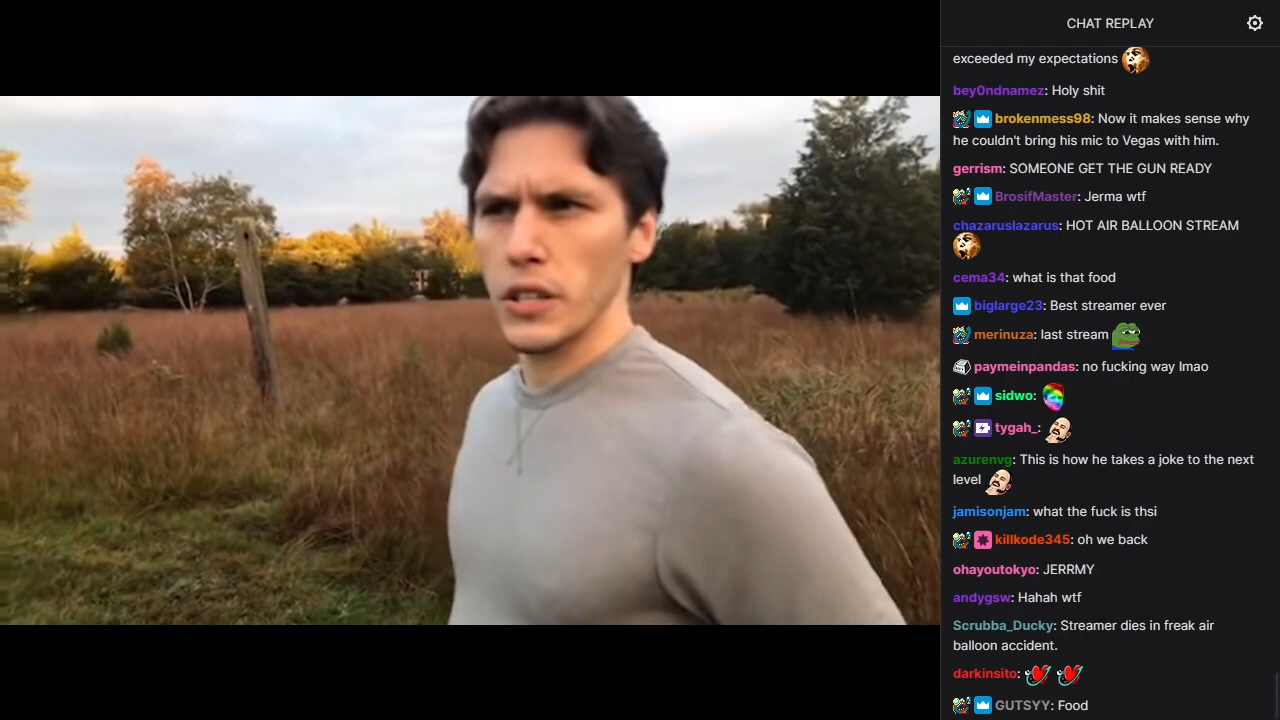 CHAT REPLAY
exceeded my expectations
bey0ndnamez: Holy shit
brokenmess98: Now it makes sense why
he couldn't bring his mic to Vegas with him.
gerrism: SOMEONE GET THE GUN READY
BrosifMaster: Jerma wtf
chazaruslazarus: HOT AIR BALLOON STREAM
cema34: what is that food
biglarge23: Best streamer ever
merinuza: last stream
paymeinpandas: no fucking way lmao
sidwo:
tygah_:
azurenvg: This is how he takes a joke to the next
level
jamisonjam: what the fuck is thsi
killkode345: oh we back
ohayoutokyo: JERRMY
andygsw: Hahah wtf
Scrubba_Ducky: Streamer dies in freak air
balloon accident.
darkinsito:
GUTSYY: Food